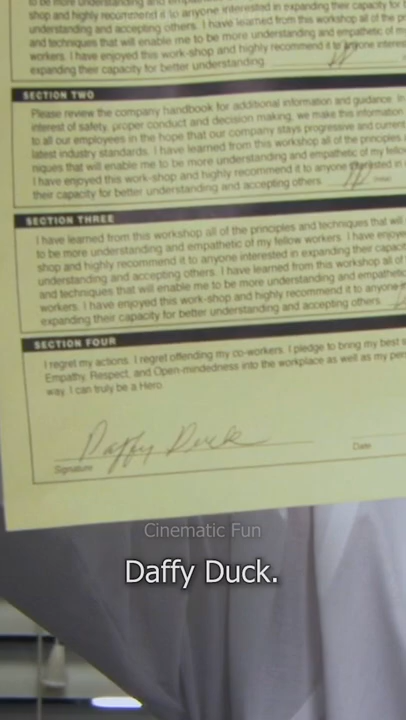 to be more understanding and
shop and highly recommend it to anyone interested in expanding their capacity for b
understanding and accepting others. I have learned from this workshop all of the pr
and techniques that will enable me to be more understanding and empathetic of m
workers. I have enjoyed this work-shop and highly recommend it to anyone interes
expanding their capacity for better understanding
SECTION TWO
Please review the company handbook for additional information and guidance. In
interest of safety, proper conduct and decision making, we make this information
to all our employees in the hope that our company stays progressive and current
latest industry standards. I have learned from this workshop all of the principles
niques that will enable me to be more understanding and empathetic of my fellow
I have enjoyed this work-shop and highly recommend it to anyone interested in
their capacity for better understanding and accepting others
SECTION THREE
I have learned from this workshop all of the principles and techniques that will
to be more understanding and empathetic of my fellow workers. I have enjoye
shop and highly recommend it to anyone interested in expanding their capacit
understanding and accepting others. I have learned from this workshop all of
and techniques that will enable me to be more understanding and empathetic
workers. I have enjoyed this work-shop and highly recommend it to anyone
expanding their capacity for better understanding and accepting others
SECTION FOUR
I regret my actions. I regret offending my co-workers. I pledge to bring my best s
Empathy, Respect, and Open-mindedness into the workplace as well as my pers
way. I can truly be a Hero.
Daffy Duck
Signature Date
Cinematic Fun
Daffy Duck.